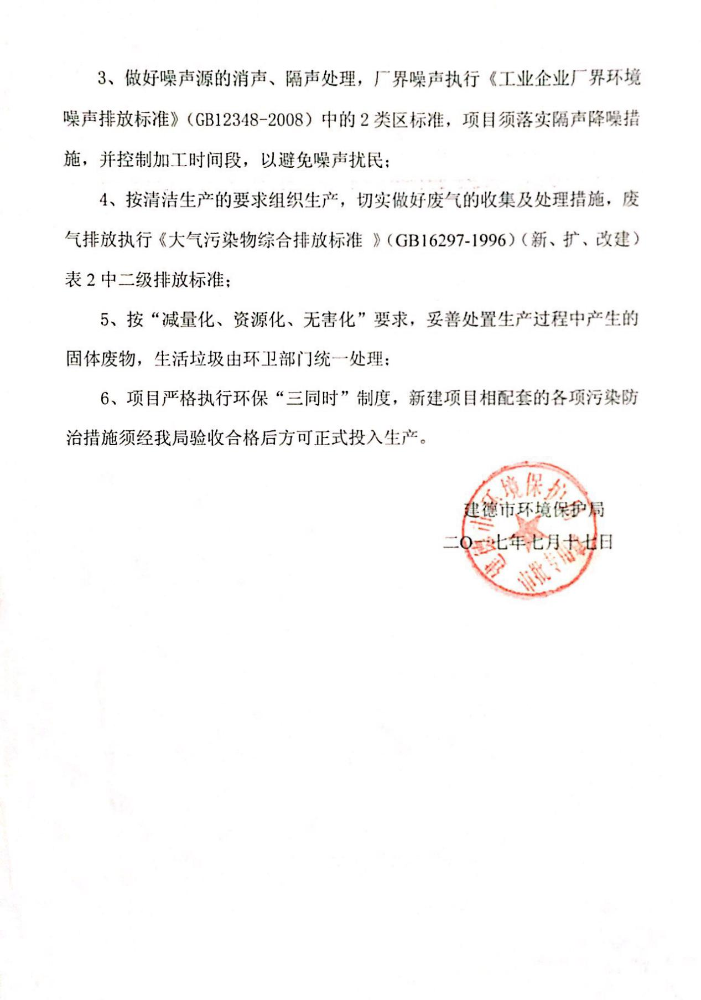 3、做好噪声源的消声、隔声处理，厂界噪声执行《工业企业厂界环境
噪声排放标准》（GB12348-2008）中的 2 类区标准，项目须落实隔声降噪措
施，并控制加工时间段，以避免噪声扰民；
4、按清洁生产的要求组织生产，切实做好废气的收集及处理措施，废
气排放执行《大气污染物综合排放标准 》（GB16297-1996）（新、扩、改建）
表 2 中二级排放标准；
5、按“减量化、资源化、无害化”要求，妥善处置生产过程中产生的
固体废物，生活垃圾由环卫部门统一处理；
6、项目严格执行环保“三同时”制度，新建项目相配套的各项污染防
治措施须经我局验收合格后方可正式投入生产。
建德市环境保护局
二〇一七年七月十七日
建德市环境保护局
审批专用章